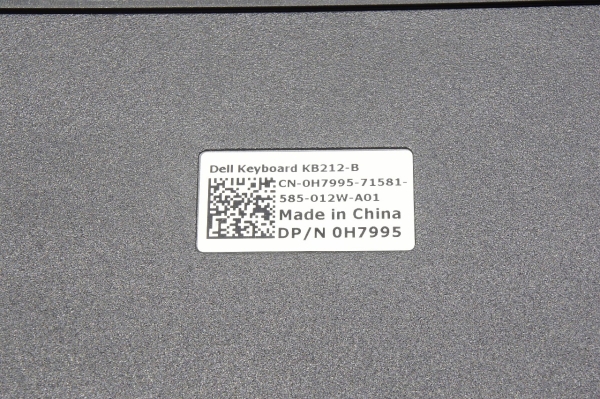 Dell Keyboard KB212-B
CN-0H7995-71581-
585-012W-A01
Made in China
DP/N 0H7995